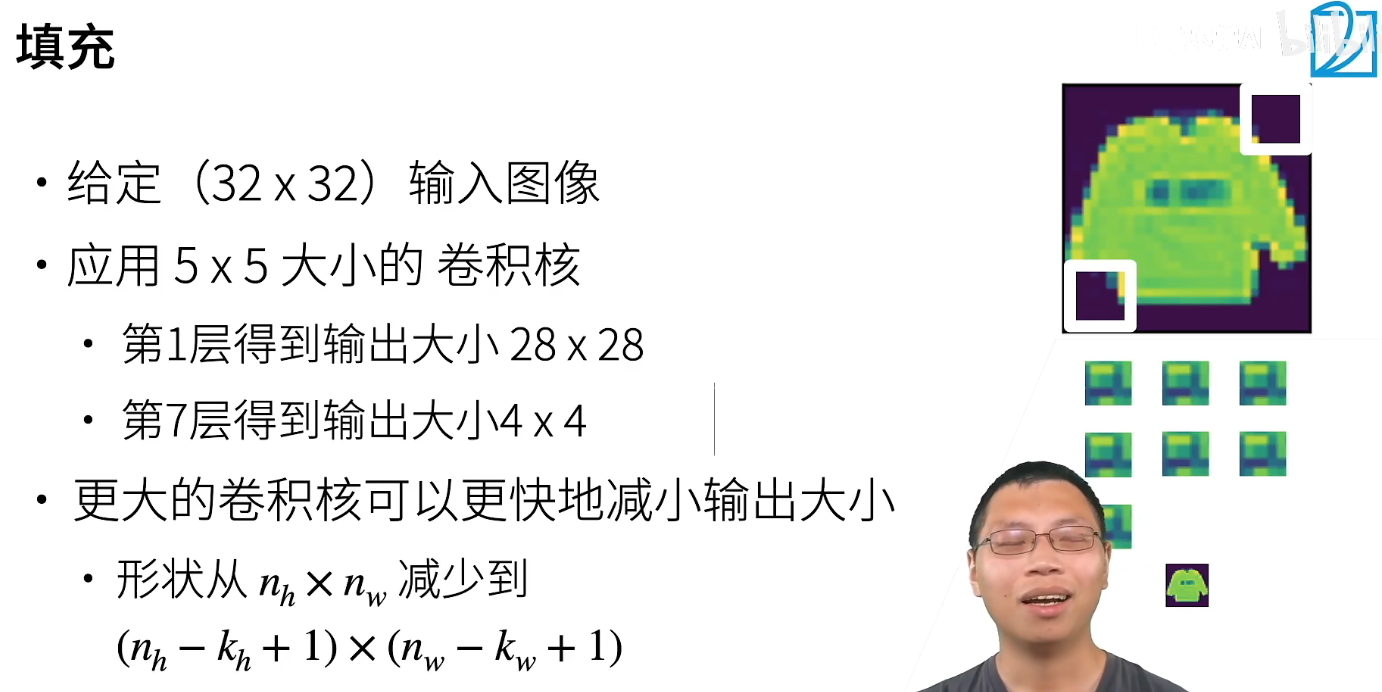 填充
• 给定（32 x 32）输入图像
• 应用 5 x 5 大小的 卷积核
• 第1层得到输出大小 28 x 28
• 第7层得到输出大小4 x 4
• 更大的卷积核可以更快地减小输出大小
• 形状从 n_h × n_w 减少到
(n_h − k_h + 1) × (n_w − k_w + 1)